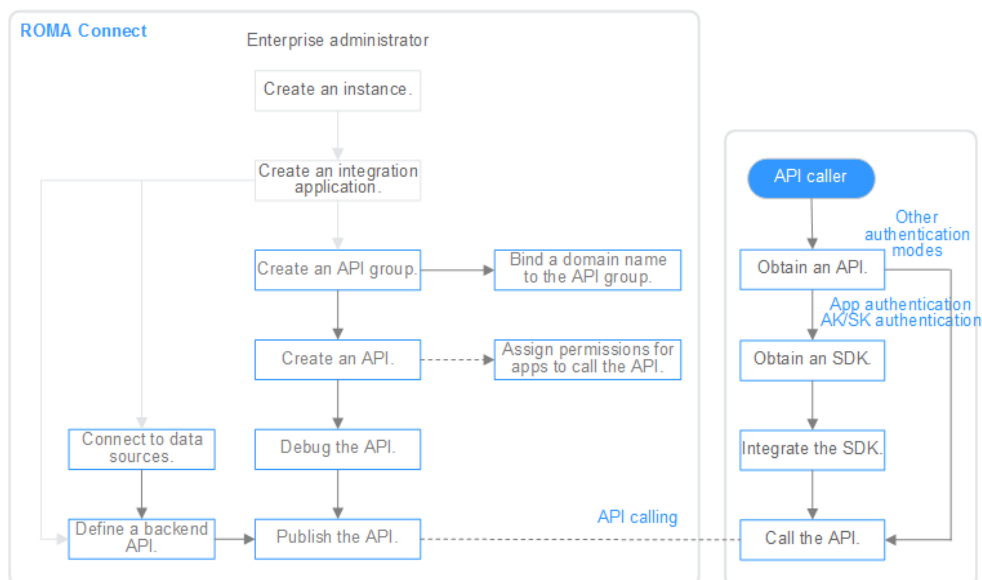 ROMA Connect
Enterprise administrator
Create an instance.
Create an integration
application.
Create an API group.
Bind a domain name
to the API group.
Create an API.
Assign permissions for
apps to call the API.
Connect to data
sources.
Debug the API.
Define a backend
API.
Publish the API.
API calling
API caller
Other
authentication
modes
Obtain an API.
App authentication
AK/SK authentication
Obtain an SDK.
Integrate the SDK.
Call the API.